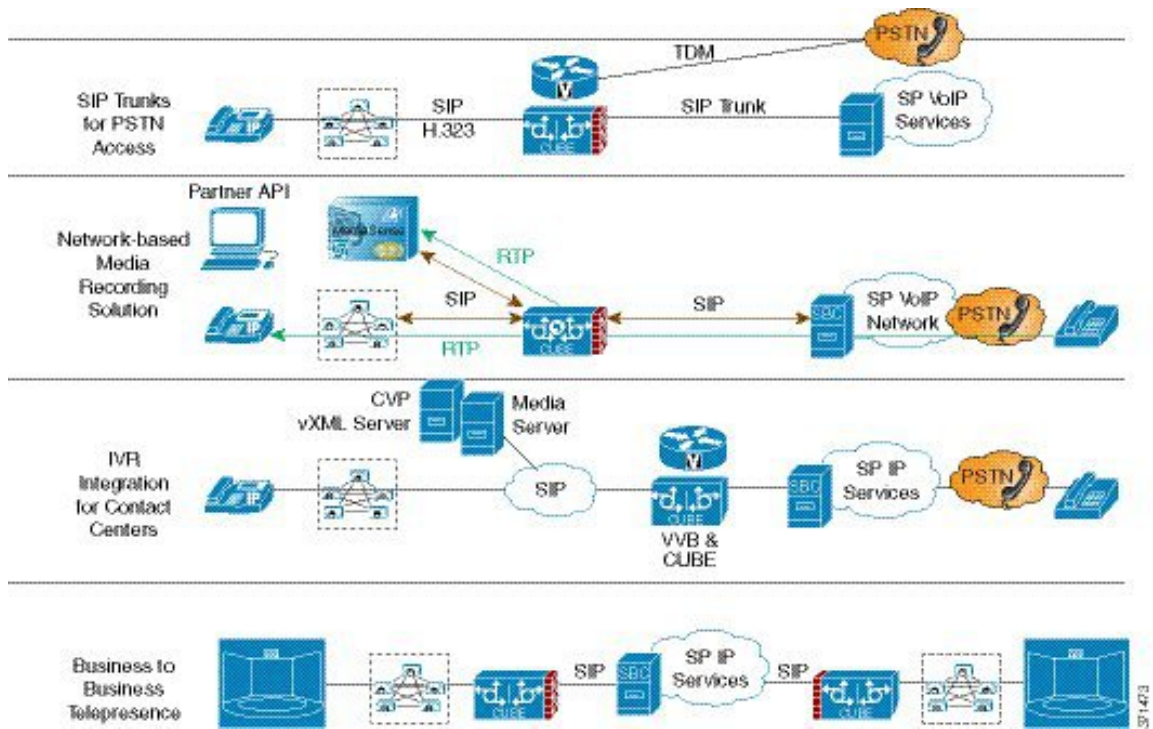 PSTN
TDM
SIP Trunks
for PSTN
Access
IP
SIP
H.323
V
CUBE
SIP Trunk
SP VoIP
Services
Partner API
Network-based
Media
Recording
Solution
Media Sense
RTP
SIP
IP
RTP
CUBE
SIP
SBC
SP VoIP
Network
PSTN
CVP
vXML Server
Media
Server
IVR
Integration
for Contact
Centers
IP
SIP
V
CUBE
VVB &
CUBE
SBC
SP IP
Services
PSTN
Business to
Business
Telepresence
CUBE
SIP
SBC
SP IP
Services
SIP
CUBE
371473